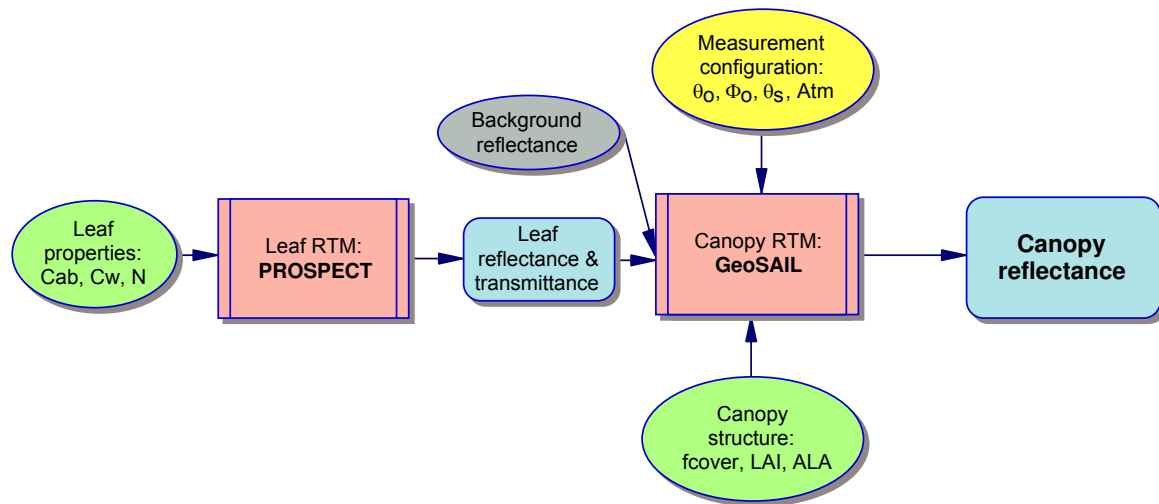 Measurement
configuration:
θo, Φo, θs, Atm
Background
reflectance
Leaf
properties:
Cab, Cw, N
Leaf RTM:
PROSPECT
Leaf
reflectance &
transmittance
Canopy RTM:
GeoSAIL
Canopy
reflectance
Canopy
structure:
fcover, LAI, ALA